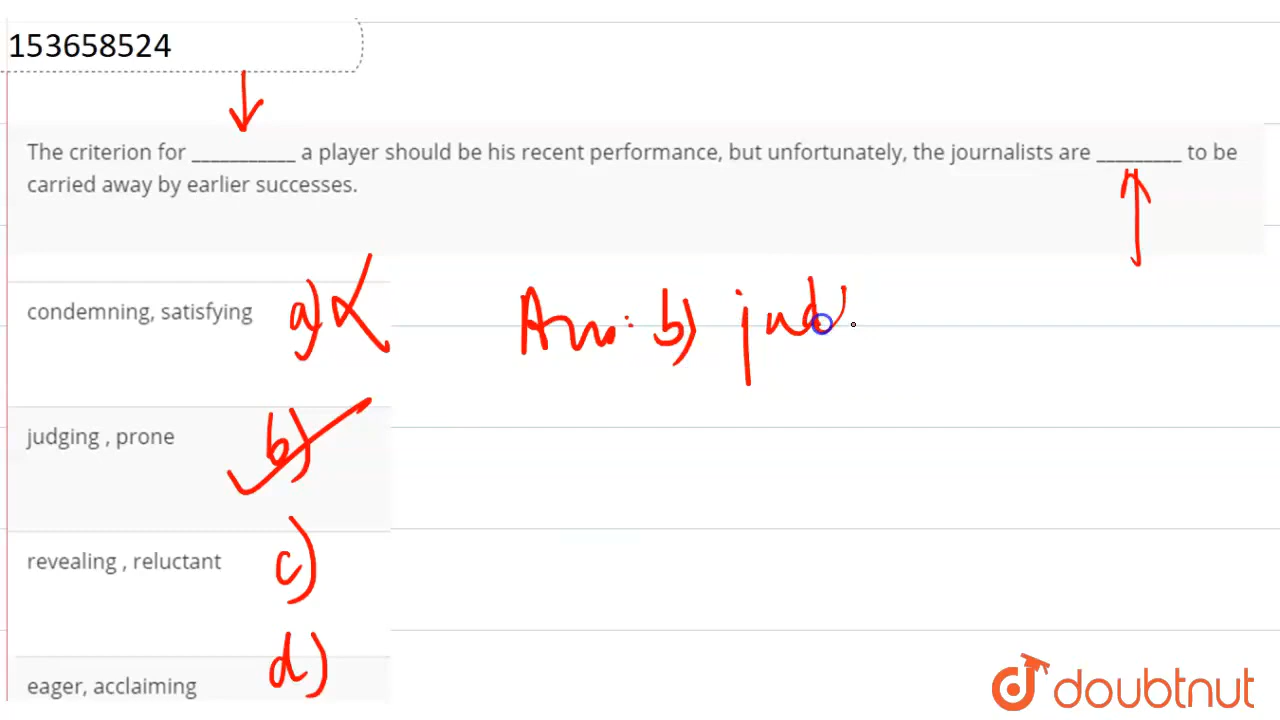 153658524
The criterion for ___________ a player should be his recent performance, but unfortunately, the journalists are _________ to be
carried away by earlier successes.
condemning, satisfying a)
Ans: b) jud
judging , prone b)
revealing , reluctant c)
eager, acclaiming d)
doubtnut